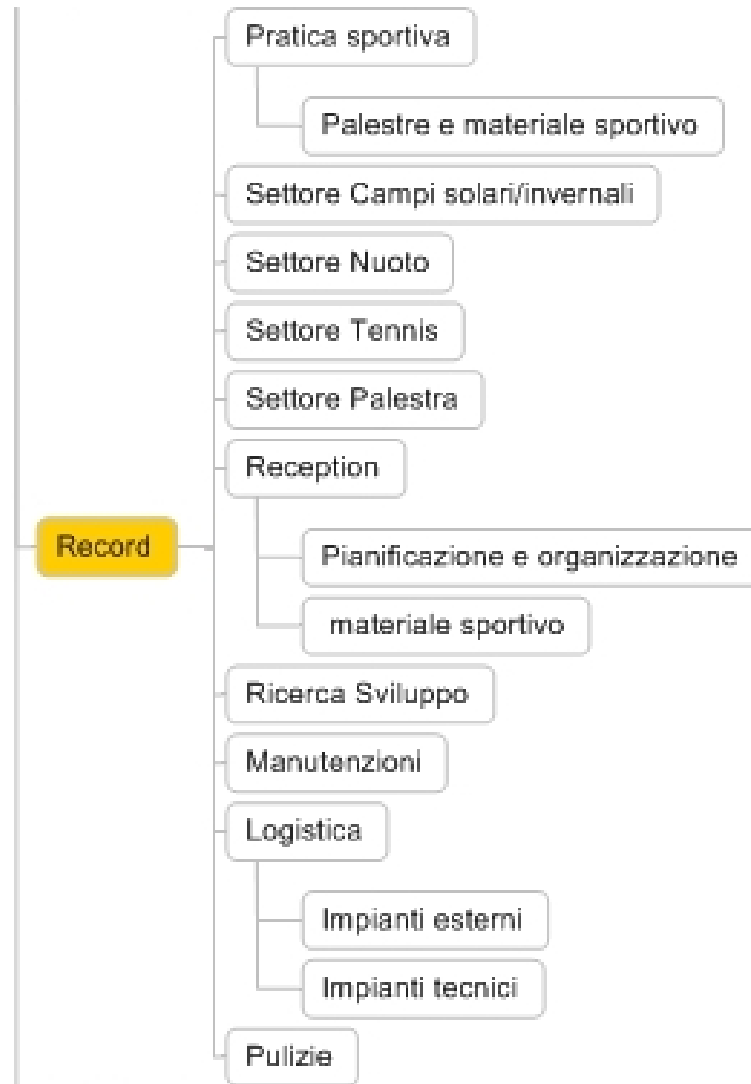 Pratica sportiva
Palestre e materiale sportivo
Settore Campi solari/invernali
Settore Nuoto
Settore Tennis
Settore Palestra
Reception
Record
Pianificazione e organizzazione
materiale sportivo
Ricerca Sviluppo
Manutenzioni
Logistica
Impianti esterni
Impianti tecnici
Pulizie